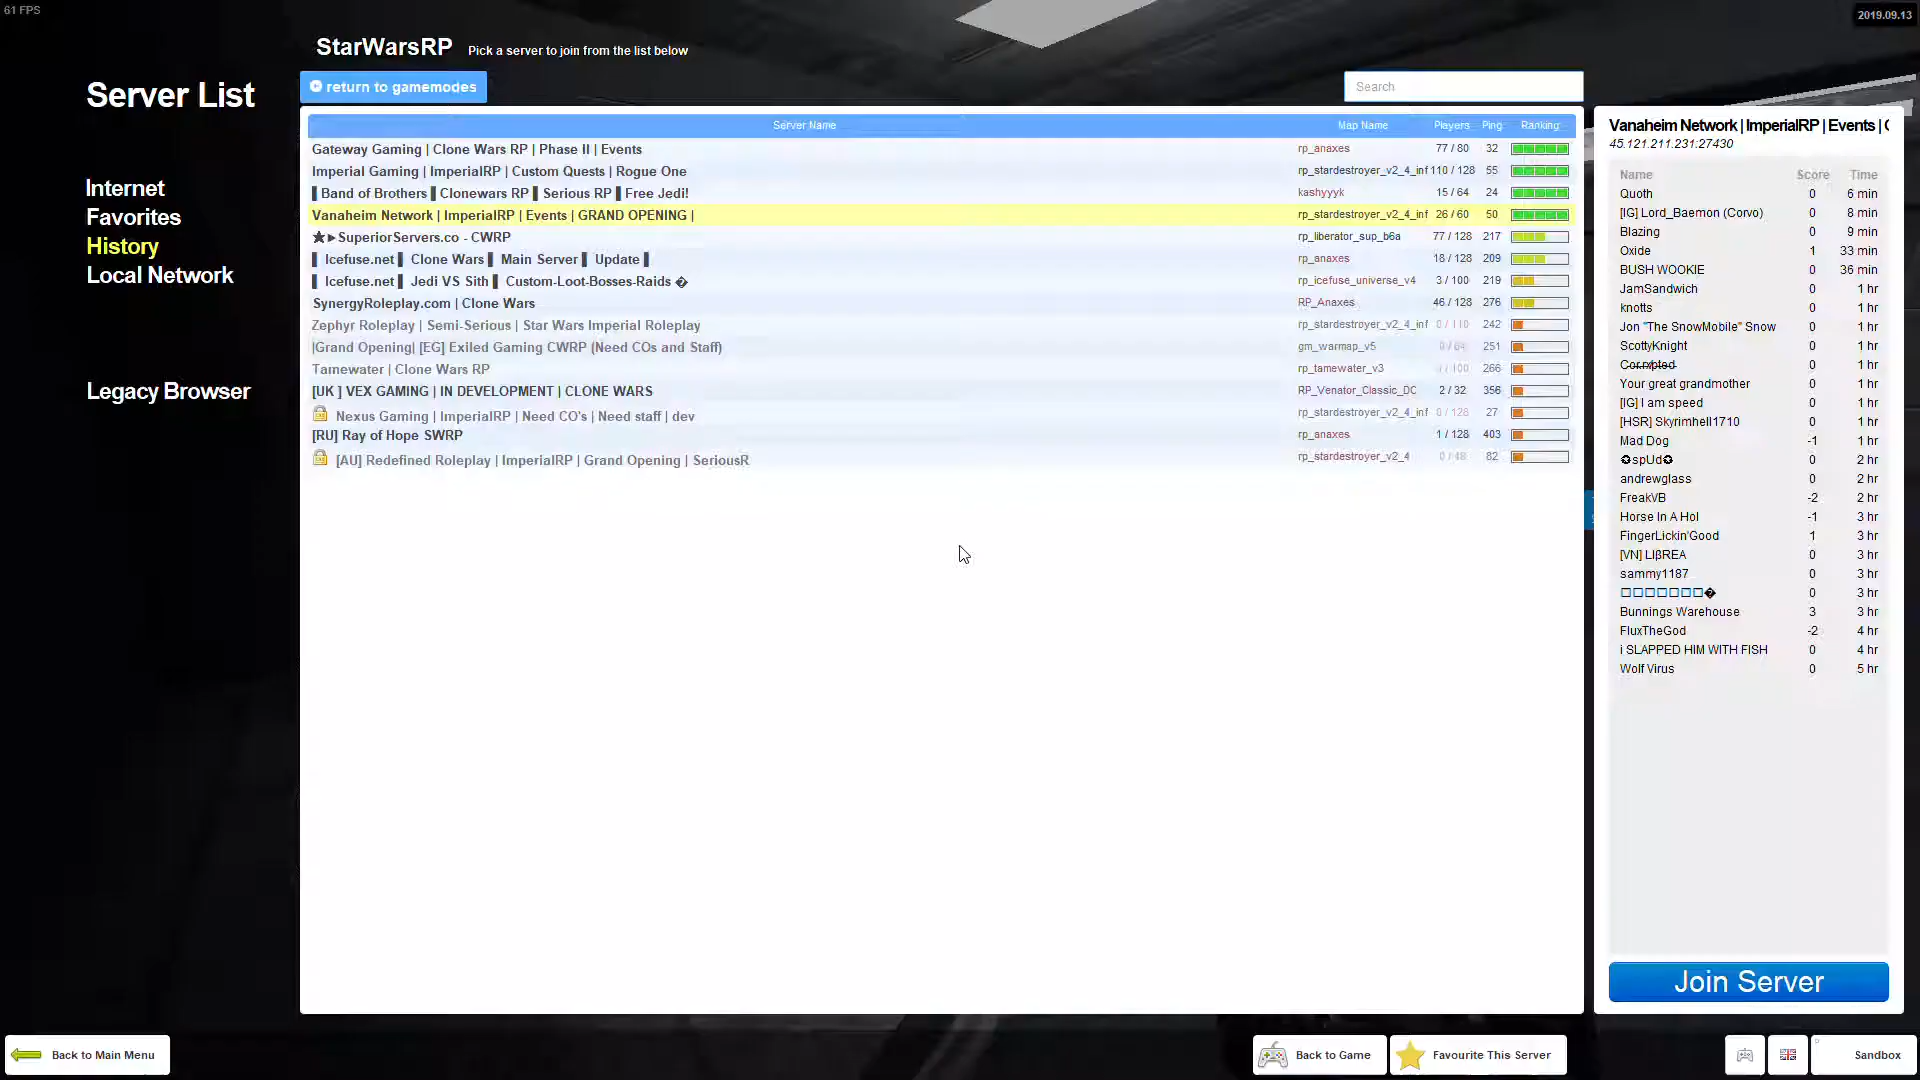 61 FPS
2019.09.13
StarWarsRP Pick a server to join from the list below
Server List
return to gamemodes
Search
Internet
Favorites
History
Local Network
Legacy Browser
Server Name Map Name Players Ping Ranking
Gateway Gaming | Clone Wars RP | Phase II | Events rp_anaxes 77 / 80 32
Imperial Gaming | ImperialRP | Custom Quests | Rogue One rp_stardestroyer_v2_4_inf 110 / 128 55
▌Band of Brothers▐ Clonewars RP▐ Serious RP▐ Free Jedi! kashyyyk 15 / 64 24
Vanaheim Network | ImperialRP | Events | GRAND OPENING | rp_stardestroyer_v2_4_inf 26 / 60 50
★►SuperiorServers.co - CWRP rp_liberator_sup_b6a 77 / 128 217
▌ Icefuse.net▐ Clone Wars▐ Main Server▐ Update▐ rp_anaxes 18 / 128 209
▌ Icefuse.net▐ Jedi VS Sith▐ Custom-Loot-Bosses-Raids � rp_icefuse_universe_v4 3 / 100 219
SynergyRoleplay.com | Clone Wars RP_Anaxes 46 / 128 276
Zephyr Roleplay | Semi-Serious | Star Wars Imperial Roleplay rp_stardestroyer_v2_4_inf 0 / 110 242
|Grand Opening| [EG] Exiled Gaming CWRP (Need COs and Staff) gm_warmap_v5 0 / 64 251
Tamewater | Clone Wars RP rp_tamewater_v3 / 100 266
[UK ] VEX GAMING | IN DEVELOPMENT | CLONE WARS RP_Venator_Classic_DC 2 / 32 356
Nexus Gaming | ImperialRP | Need CO's | Need staff | dev rp_stardestroyer_v2_4_inf 0 / 128 27
[RU] Ray of Hope SWRP rp_anaxes 1 / 128 403
[AU] Redefined Roleplay | ImperialRP | Grand Opening | SeriousR rp_stardestroyer_v2_4 0 / 48 82
Vanaheim Network | ImperialRP | Events |
45.121.211.231:27430
Name Score Time
Quoth 0 6 min
[IG] Lord_Baemon (Corvo) 0 8 min
Blazing 0 9 min
Oxide 1 33 min
BUSH WOOKIE 0 36 min
JamSandwich 0 1 hr
knotts 0 1 hr
Jon "The SnowMobile" Snow 0 1 hr
ScottyKnight 0 1 hr
Corrupted 0 1 hr
Your great grandmother 0 1 hr
[IG] I am speed 0 1 hr
[HSR] Skyrimhell1710 0 1 hr
Mad Dog -1 1 hr
✪spUd✪ 0 2 hr
andrewglass 0 2 hr
FreakVB -2 2 hr
Horse In A Hol -1 3 hr
FingerLickin'Good 1 3 hr
[VN] LIβREA 0 3 hr
sammy1187 0 3 hr
□□□□□□□� 0 3 hr
Bunnings Warehouse 3 3 hr
FluxTheGod -2 4 hr
i SLAPPED HIM WITH FISH 0 4 hr
Wolf Virus 0 5 hr
Join Server
Back to Main Menu
Back to Game
Favourite This Server
Sandbox